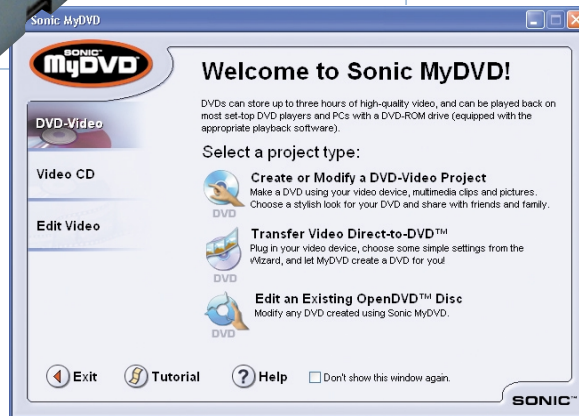 Sonic MyDVD
SONIC™
MyDVD
Welcome to Sonic MyDVD!
DVDs can store up to three hours of high-quality video, and can be played back on
most set-top DVD players and PCs with a DVD-ROM drive (equipped with the
appropriate playback software).
DVD-Video
Video CD
Edit Video
Select a project type:
Create or Modify a DVD-Video Project
Make a DVD using your video device, multimedia clips and pictures.
Choose a stylish look for your DVD and share with friends and family.
DVD
Transfer Video Direct-to-DVD™
Plug in your video device, choose some simple settings from the
Wizard, and let MyDVD create a DVD for you!
DVD
Edit an Existing OpenDVD™ Disc
Modify any DVD created using Sonic MyDVD.
DVD
Exit
Tutorial
Help
Don't show this window again.
SONIC™